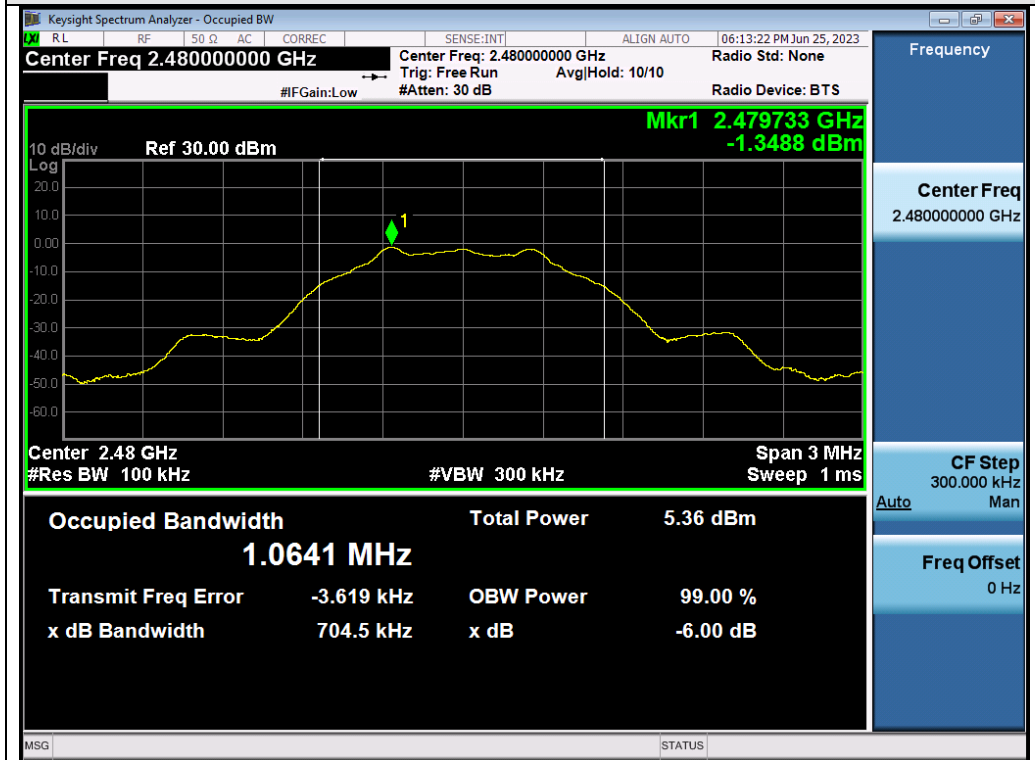 Keysight Spectrum Analyzer - Occupied BW
LXI RL RF 50 Ω AC CORREC SENSE:INT ALIGN AUTO 06:13:22 PM Jun 25, 2023
Center Freq 2.480000000 GHz
Center Freq: 2.480000000 GHz Radio Std: None
Trig: Free Run Avg|Hold: 10/10
#IFGain:Low #Atten: 30 dB Radio Device: BTS
Mkr1 2.479733 GHz
-1.3488 dBm
10 dB/div Ref 30.00 dBm
Log
20.0
10.0
1
0.00
-10.0
-20.0
-30.0
-40.0
-50.0
-60.0
Center 2.48 GHz Span 3 MHz
#Res BW 100 kHz #VBW 300 kHz Sweep 1 ms
Occupied Bandwidth Total Power 5.36 dBm
1.0641 MHz
Transmit Freq Error -3.619 kHz OBW Power 99.00 %
x dB Bandwidth 704.5 kHz x dB -6.00 dB
Frequency
Center Freq
2.480000000 GHz
CF Step
300.000 kHz
Auto Man
Freq Offset
0 Hz
MSG STATUS